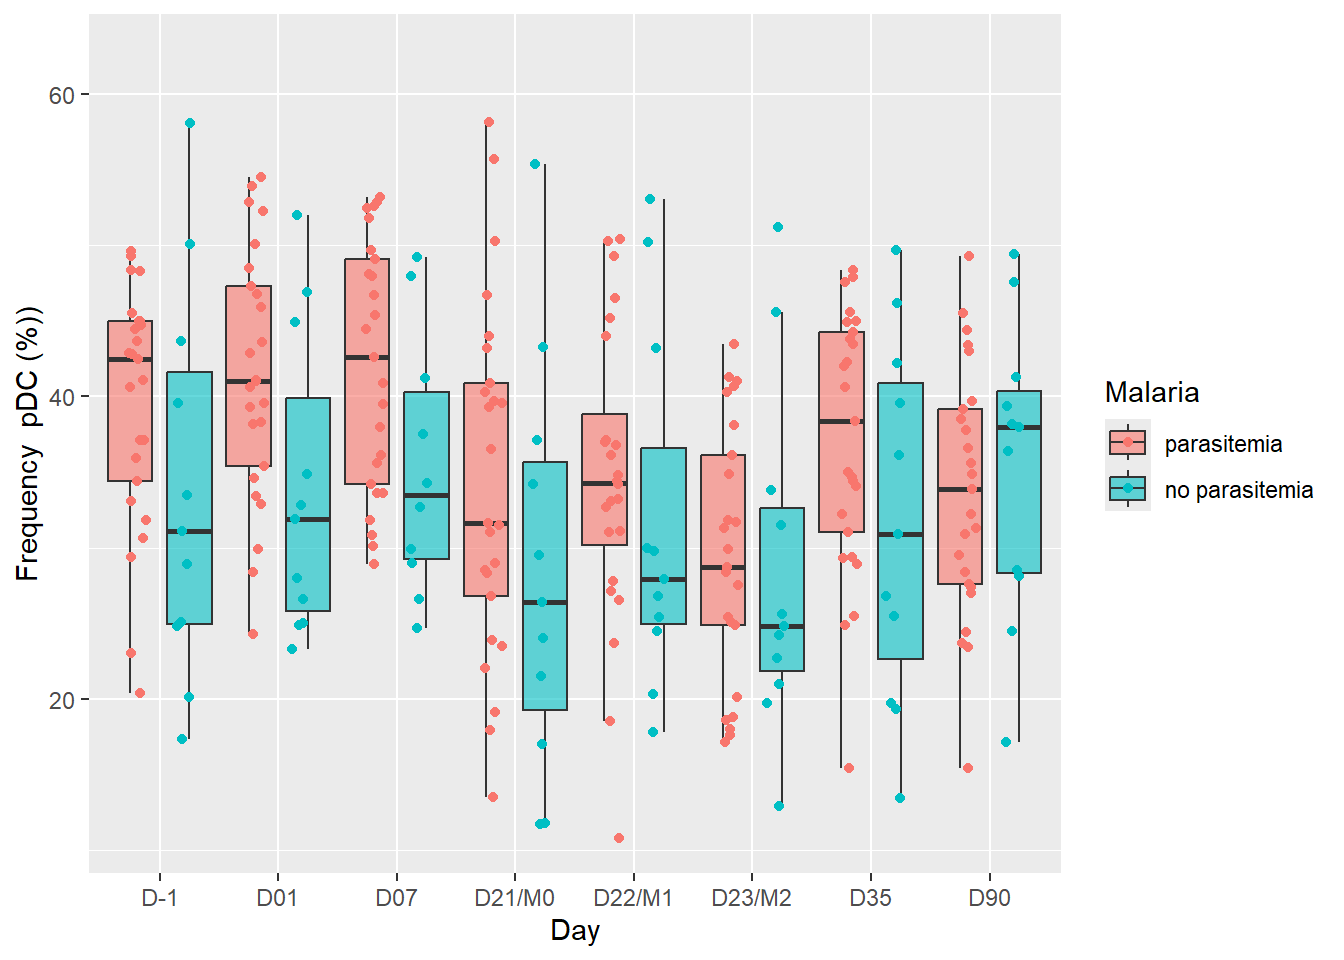 60
40
20
Frequency  pDC (%))
D-1 D01 D07 D21/M0 D22/M1 D23/M2 D35 D90
Day
Malaria
parasitemia
no parasitemia